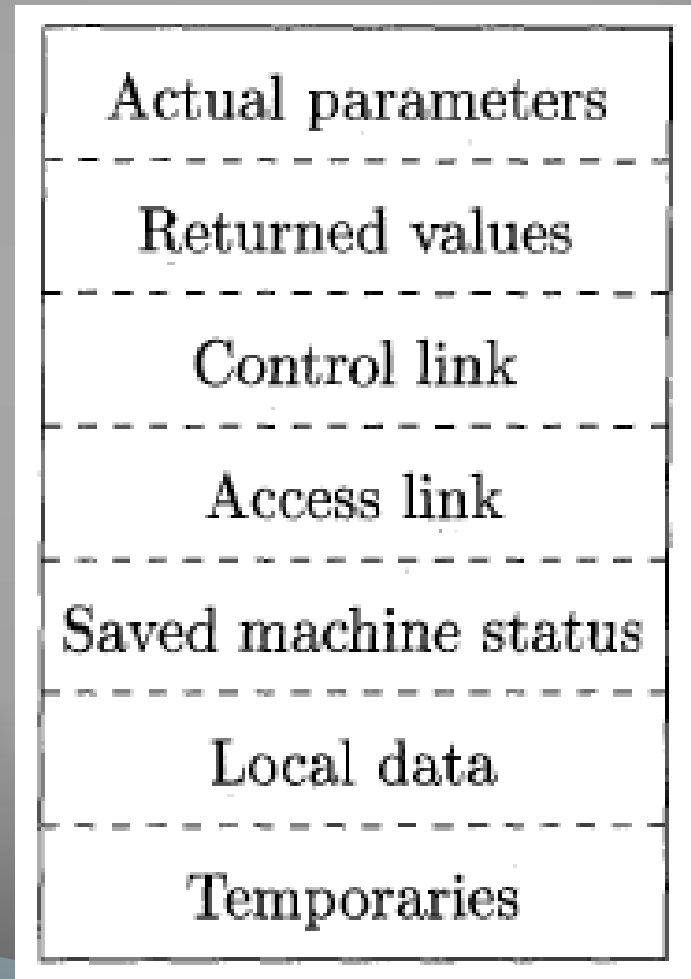 Actual parameters
Returned values
Control link
Access link
Saved machine status
Local data
Temporaries